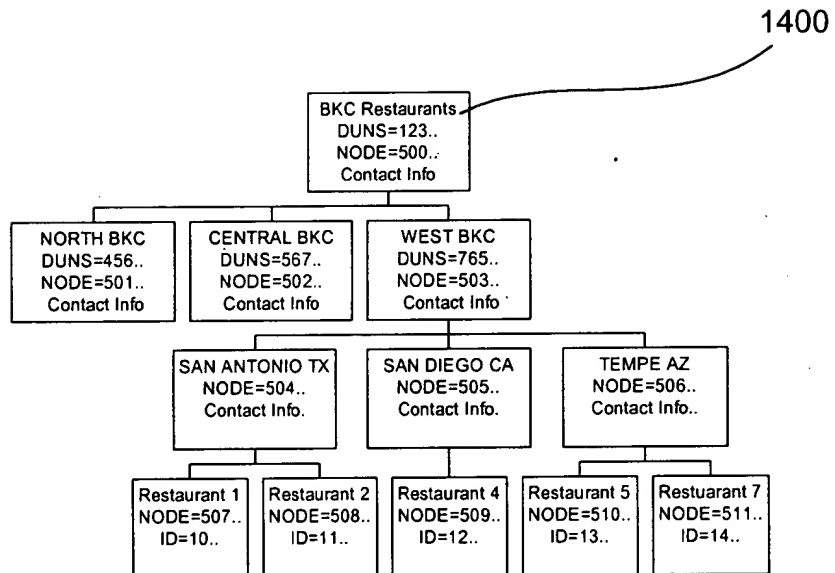 1400
BKC Restaurants
DUNS=123..
NODE=500..
Contact Info
NORTH BKC
DUNS=456..
NODE=501..
Contact Info
CENTRAL BKC
DUNS=567..
NODE=502..
Contact Info
WEST BKC
DUNS=765..
NODE=503..
Contact Info
SAN ANTONIO TX
NODE=504..
Contact Info.
SAN DIEGO CA
NODE=505..
Contact Info.
TEMPE AZ
NODE=506..
Contact Info..
Restaurant 1
NODE=507..
ID=10..
Restaurant 2
NODE=508..
ID=11..
Restaurant 4
NODE=509..
ID=12..
Restaurant 5
NODE=510..
ID=13..
Restuarant 7
NODE=511..
ID=14..